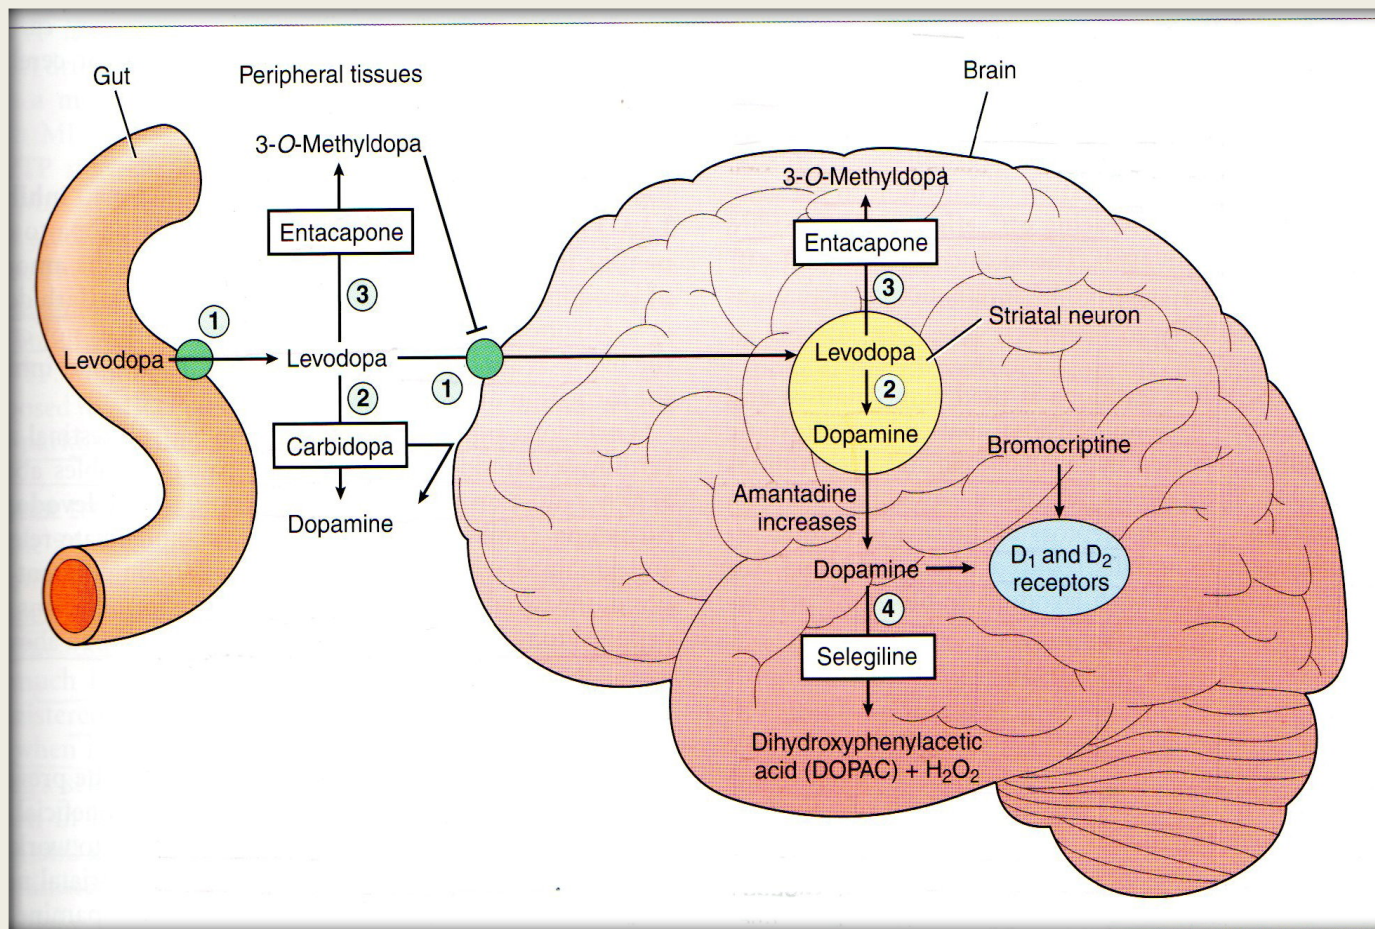 Gut
Peripheral tissues
Brain
3-O-Methyldopa
3-O-Methyldopa
Entacapone
Entacapone
3
3
1
Striatal neuron
Levodopa
Levodopa
Levodopa
1
2
2
Carbidopa
Dopamine
Bromocriptine
Dopamine
Amantadine
increases
Dopamine
D₁ and D₂
receptors
4
Selegiline
Dihydroxyphenylacetic
acid (DOPAC) + H₂O₂